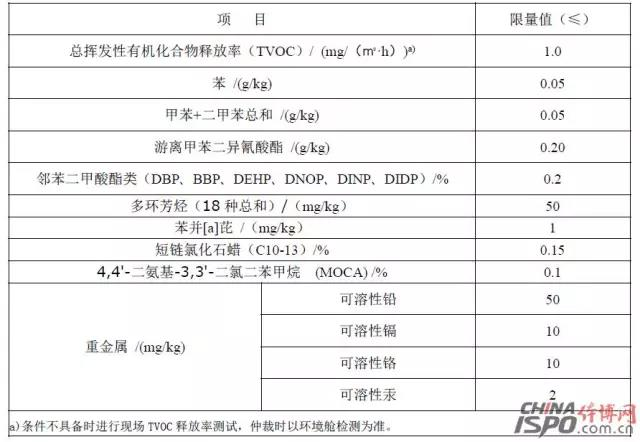 项 目 限量值（≤）
总挥发性有机化合物释放率（TVOC）/（mg/（㎡·h）)a) 1.0
苯 /(g/kg) 0.05
甲苯+二甲苯总和 /(g/kg) 0.05
游离甲苯二异氰酸酯 /(g/kg) 0.20
邻苯二甲酸酯类（DBP、BBP、DEHP、DNOP、DINP、DIDP）/% 0.2
多环芳烃（18 种总和）/（mg/kg） 50
苯并[a]芘 /（mg/kg） 1
短链氯化石蜡（C10-13）/% 0.15
4,4'-二氨基-3,3'-二氯二苯甲烷 (MOCA) /% 0.1
重金属 /(mg/kg)
可溶性铅 50
可溶性镉 10
可溶性铬 10
可溶性汞 2
a)条件不具备时进行现场 TVOC 释放率测试，仲裁时以环境舱检测为准。
CHINA
ISPO.com.cn